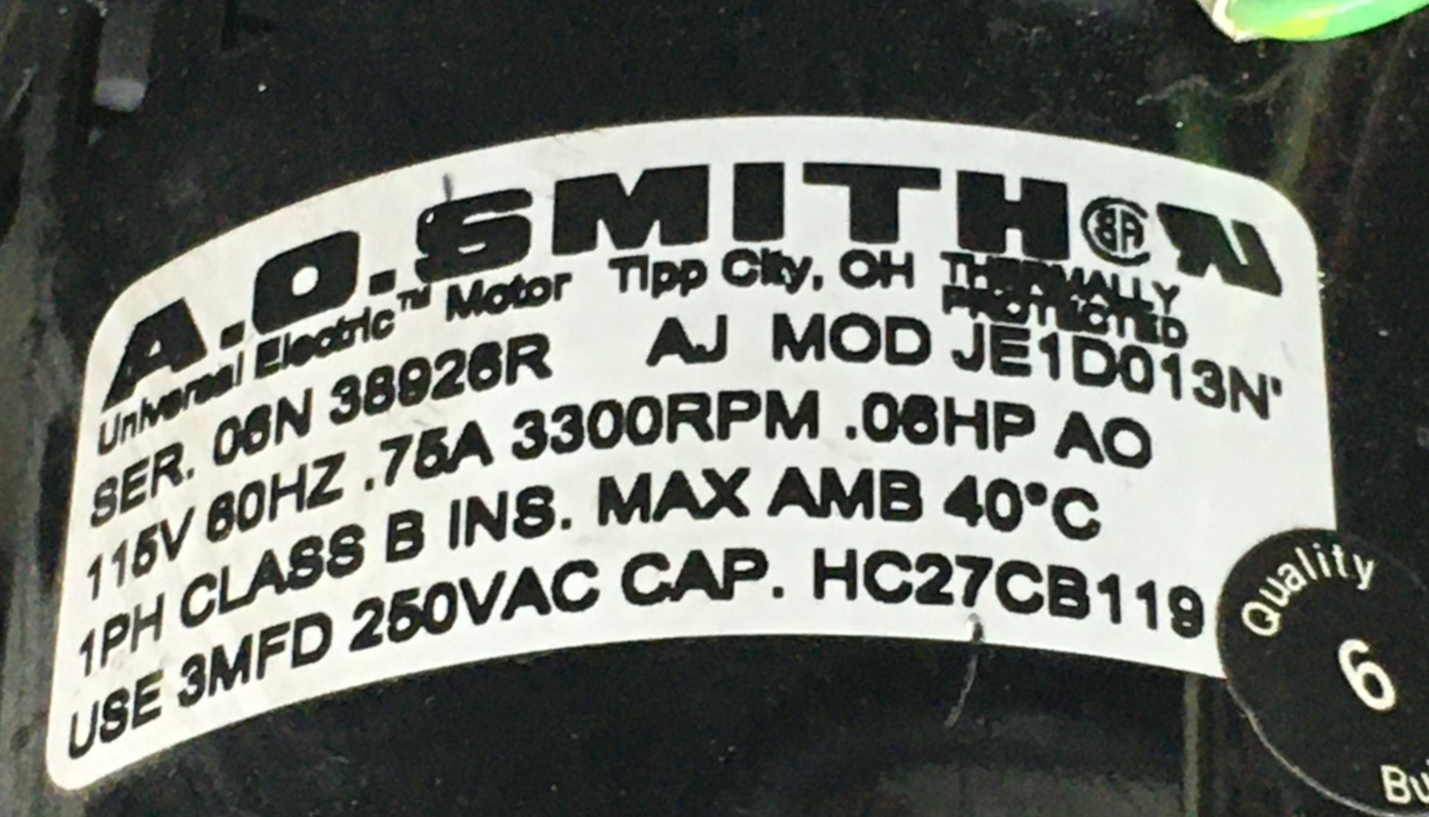 A.O.SMITH
Universal Electric™ Motor Tipp City, OH THERMALLY
PROTECTED
SER. 06N 38926R AJ MOD JE1D013N
115V 60HZ .75A 3300RPM .06HP AO
1PH CLASS B INS. MAX AMB 40°C
USE 3MFD 250VAC CAP. HC27CB119
Quality
6
Bu